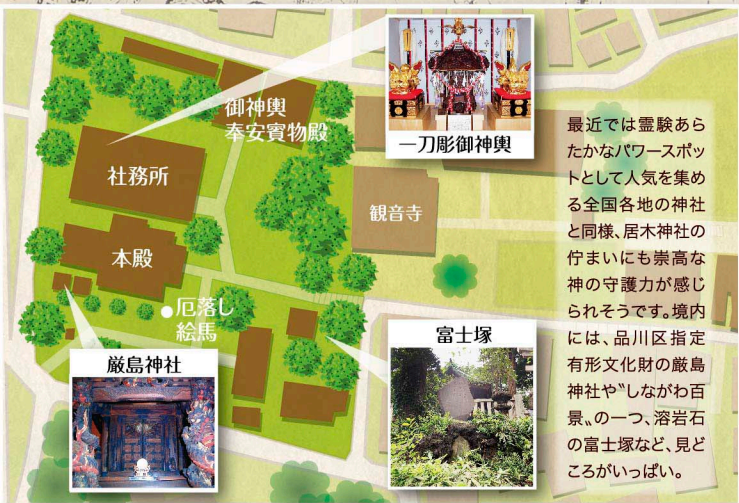 御神輿
奉安寳物殿
一刀彫御神輿
社務所
観音寺
本殿
厄落し
絵馬
厳島神社
富士塚
最近では霊験あら
たかなパワースポッ
トとして人気を集め
る全国各地の神社
と同様、居木神社の
佇まいにも崇高な
神の守護力が感じ
られそうです。境内
には、品川区指定
有形文化財の厳島
神社や〝しながわ百
景〟の一つ、溶岩石
の富士塚など、見ど
ころがいっぱい。